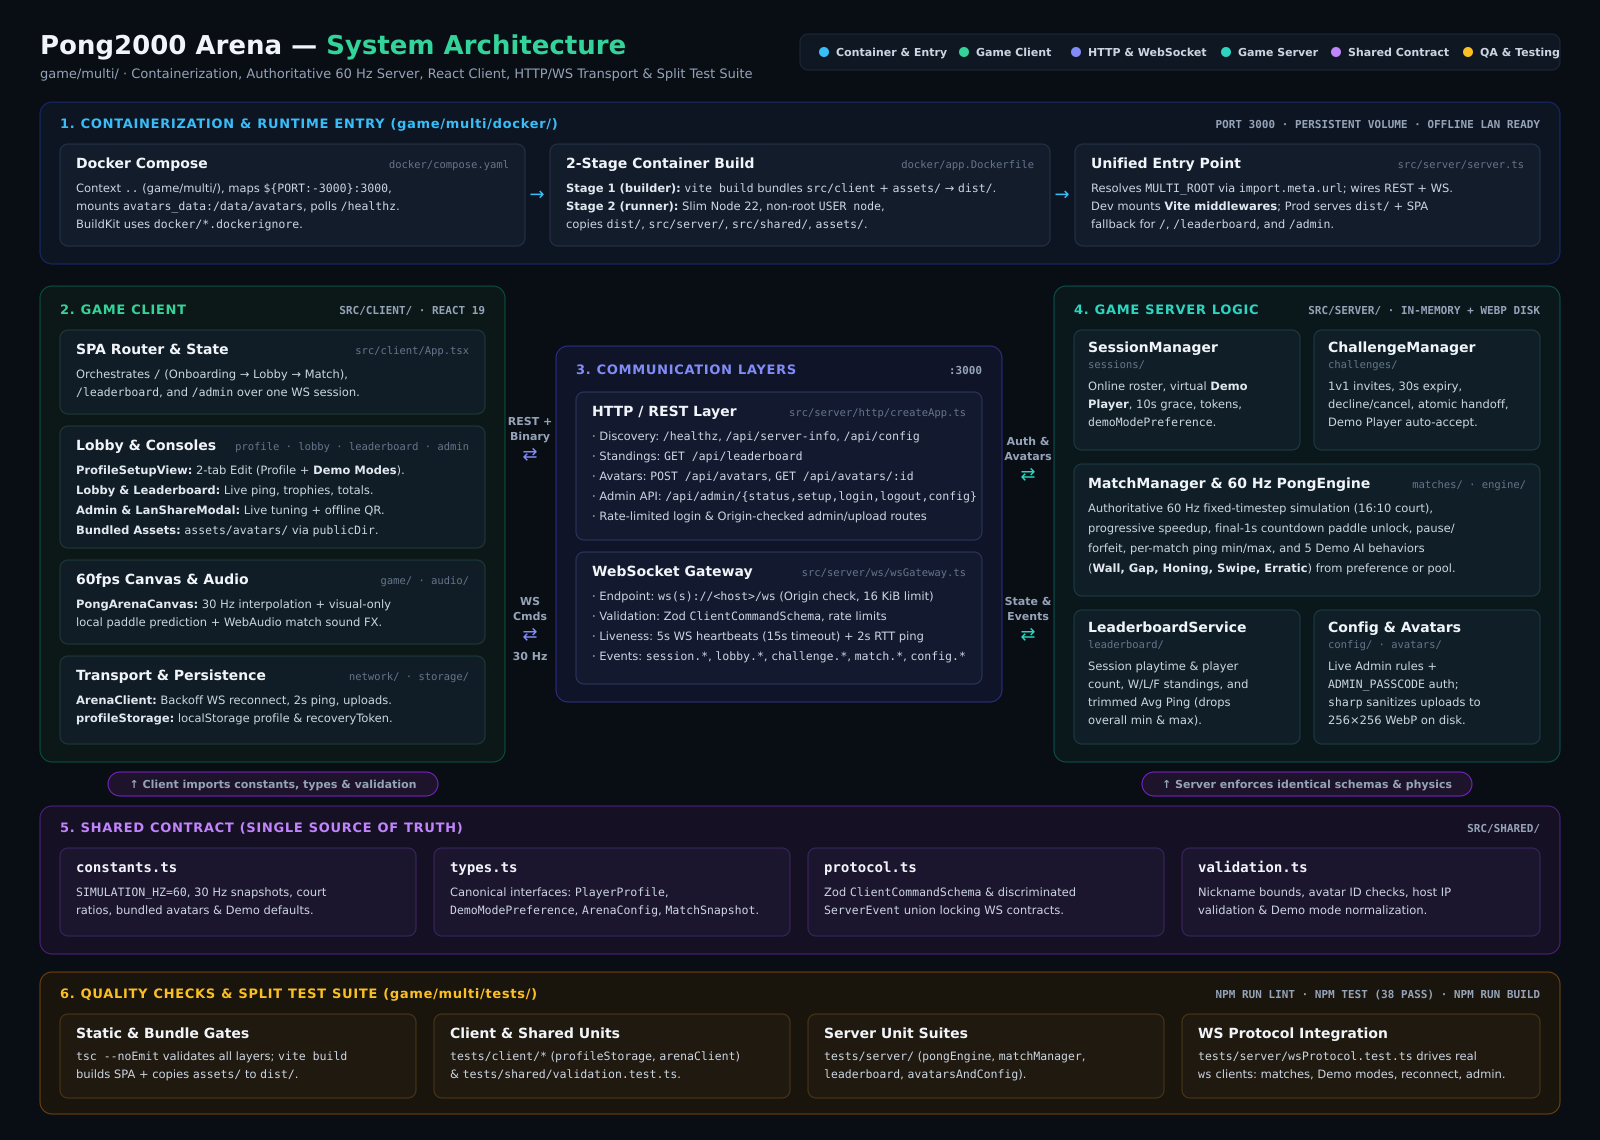 Pong2000 Arena — System Architecture
game/multi/ · Containerization, Authoritative 60 Hz Server, React Client, HTTP/WS Transport & Split Test Suite
Container & Entry
Game Client
HTTP & WebSocket
Game Server
Shared Contract
QA & Testing
1. CONTAINERIZATION & RUNTIME ENTRY (game/multi/docker/)
PORT 3000 · PERSISTENT VOLUME · OFFLINE LAN READY
Docker Compose
docker/compose.yaml
Context .. (game/multi/), maps ${PORT:-3000}:3000,
mounts avatars_data:/data/avatars, polls /healthz.
BuildKit uses docker/*.dockerignore.
→
2-Stage Container Build
docker/app.Dockerfile
Stage 1 (builder): vite build bundles src/client + assets/ → dist/.
Stage 2 (runner): Slim Node 22, non-root USER node,
copies dist/, src/server/, src/shared/, assets/.
→
Unified Entry Point
src/server/server.ts
Resolves MULTI_ROOT via import.meta.url; wires REST + WS.
Dev mounts Vite middlewares; Prod serves dist/ + SPA
fallback for /, /leaderboard, and /admin.
2. GAME CLIENT
SRC/CLIENT/ · REACT 19
SPA Router & State
src/client/App.tsx
Orchestrates / (Onboarding → Lobby → Match),
/leaderboard, and /admin over one WS session.
Lobby & Consoles
profile · lobby · leaderboard · admin
ProfileSetupView: 2-tab Edit (Profile + Demo Modes).
Lobby & Leaderboard: Live ping, trophies, totals.
Admin & LanShareModal: Live tuning + offline QR.
Bundled Assets: assets/avatars/ via publicDir.
60fps Canvas & Audio
game/ · audio/
PongArenaCanvas: 30 Hz interpolation + visual-only
local paddle prediction + WebAudio match sound FX.
Transport & Persistence
network/ · storage/
ArenaClient: Backoff WS reconnect, 2s ping, uploads.
profileStorage: localStorage profile & recoveryToken.
REST +
Binary
⇄
WS
Cmds
⇄
30 Hz
3. COMMUNICATION LAYERS
:3000
HTTP / REST Layer
src/server/http/createApp.ts
· Discovery: /healthz, /api/server-info, /api/config
· Standings: GET /api/leaderboard
· Avatars: POST /api/avatars, GET /api/avatars/:id
· Admin API: /api/admin/{status,setup,login,logout,config}
· Rate-limited login & Origin-checked admin/upload routes
WebSocket Gateway
src/server/ws/wsGateway.ts
· Endpoint: ws(s)://<host>/ws (Origin check, 16 KiB limit)
· Validation: Zod ClientCommandSchema, rate limits
· Liveness: 5s WS heartbeats (15s timeout) + 2s RTT ping
· Events: session.*, lobby.*, challenge.*, match.*, config.*
Auth &
Avatars
⇄
State &
Events
⇄
4. GAME SERVER LOGIC
SRC/SERVER/ · IN-MEMORY + WEBP DISK
SessionManager
sessions/
Online roster, virtual Demo
Player, 10s grace, tokens,
demoModePreference.
ChallengeManager
challenges/
1v1 invites, 30s expiry,
decline/cancel, atomic handoff,
Demo Player auto-accept.
MatchManager & 60 Hz PongEngine
matches/ · engine/
Authoritative 60 Hz fixed-timestep simulation (16:10 court),
progressive speedup, final-1s countdown paddle unlock, pause/
forfeit, per-match ping min/max, and 5 Demo AI behaviors
(Wall, Gap, Honing, Swipe, Erratic) from preference or pool.
LeaderboardService
leaderboard/
Session playtime & player
count, W/L/F standings, and
trimmed Avg Ping (drops
overall min & max).
Config & Avatars
config/ · avatars/
Live Admin rules +
ADMIN_PASSCODE auth;
sharp sanitizes uploads to
256×256 WebP on disk.
↑ Client imports constants, types & validation
↑ Server enforces identical schemas & physics
5. SHARED CONTRACT (SINGLE SOURCE OF TRUTH)
SRC/SHARED/
constants.ts
SIMULATION_HZ=60, 30 Hz snapshots, court
ratios, bundled avatars & Demo defaults.
types.ts
Canonical interfaces: PlayerProfile,
DemoModePreference, ArenaConfig, MatchSnapshot.
protocol.ts
Zod ClientCommandSchema & discriminated
ServerEvent union locking WS contracts.
validation.ts
Nickname bounds, avatar ID checks, host IP
validation & Demo mode normalization.
6. QUALITY CHECKS & SPLIT TEST SUITE (game/multi/tests/)
NPM RUN LINT · NPM TEST (38 PASS) · NPM RUN BUILD
Static & Bundle Gates
tsc --noEmit validates all layers; vite build
builds SPA + copies assets/ to dist/.
Client & Shared Units
tests/client/* (profileStorage, arenaClient)
& tests/shared/validation.test.ts.
Server Unit Suites
tests/server/ (pongEngine, matchManager,
leaderboard, avatarsAndConfig).
WS Protocol Integration
tests/server/wsProtocol.test.ts drives real
ws clients: matches, Demo modes, reconnect, admin.